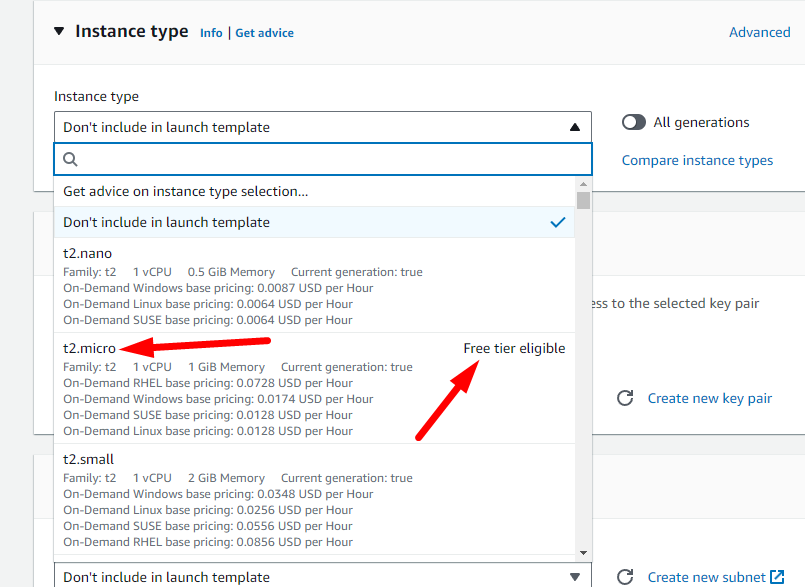 Instance type Info | Get advice Advanced
Instance type
Don't include in launch template All generations
Compare instance types
Get advice on instance type selection...
Don't include in launch template
t2.nano
Family: t2 1 vCPU 0.5 GiB Memory Current generation: true
On-Demand Windows base pricing: 0.0087 USD per Hour
On-Demand Linux base pricing: 0.0064 USD per Hour
ess to the selected key pair
On-Demand SUSE base pricing: 0.0064 USD per Hour
t2.micro Free tier eligible
Family: t2 1 vCPU 1 GiB Memory Current generation: true
On-Demand RHEL base pricing: 0.0728 USD per Hour
On-Demand Windows base pricing: 0.0174 USD per Hour
Create new key pair
On-Demand SUSE base pricing: 0.0128 USD per Hour
On-Demand Linux base pricing: 0.0128 USD per Hour
t2.small
Family: t2 1 vCPU 2 GiB Memory Current generation: true
On-Demand Windows base pricing: 0.0348 USD per Hour
On-Demand Linux base pricing: 0.0256 USD per Hour
On-Demand SUSE base pricing: 0.0556 USD per Hour
On-Demand RHEL base pricing: 0.0856 USD per Hour
Don't include in launch template Create new subnet